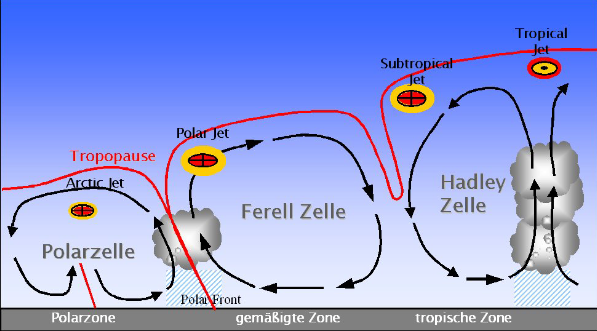 Tropical
Jet
Subtropical
Jet
Polar Jet
Tropopause
Arctic Jet
Hadley
Zelle
Ferell Zelle
Polarzelle
Polar Front
Polarzone
gemäßigte Zone
tropische Zone